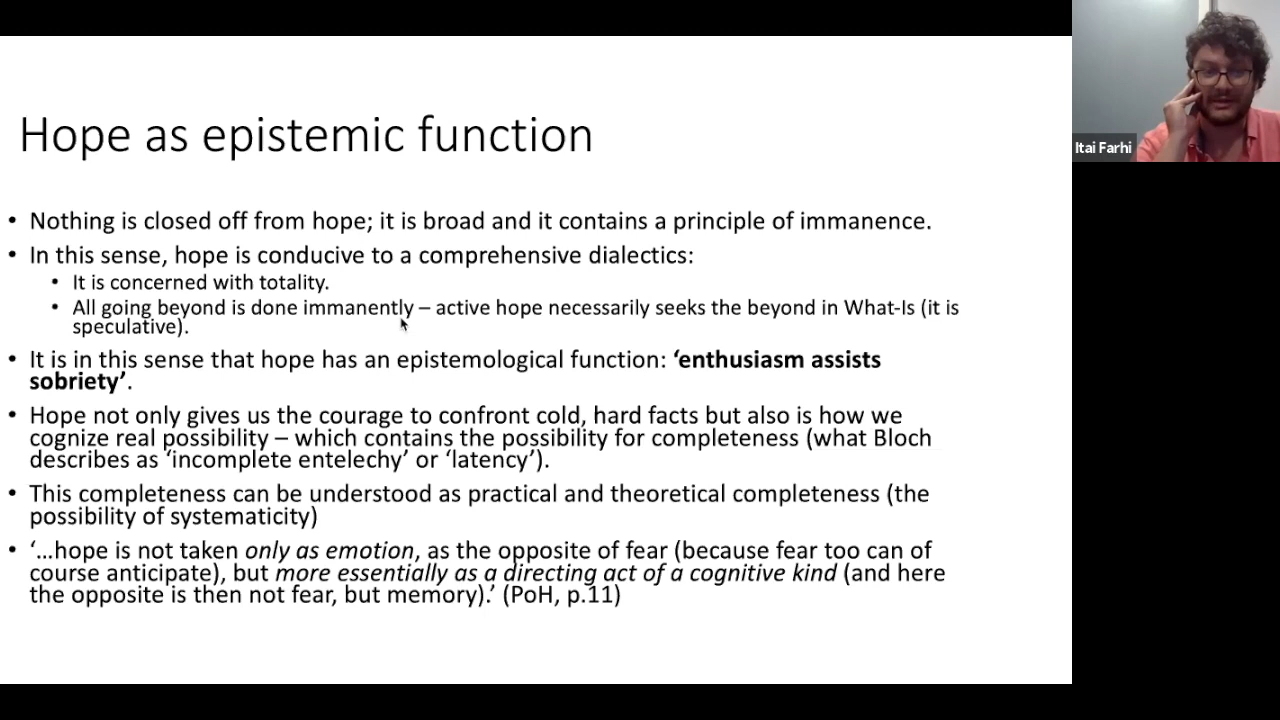 Hope as epistemic function
• Nothing is closed off from hope; it is broad and it contains a principle of immanence.
• In this sense, hope is conducive to a comprehensive dialectics:
• It is concerned with totality.
• All going beyond is done immanently – active hope necessarily seeks the beyond in What-Is (it is
speculative).
• It is in this sense that hope has an epistemological function: ‘enthusiasm assists
sobriety’.
• Hope not only gives us the courage to confront cold, hard facts but also is how we
cognize real possibility – which contains the possibility for completeness (what Bloch
describes as ‘incomplete entelechy’ or ‘latency’).
• This completeness can be understood as practical and theoretical completeness (the
possibility of systematicity)
• ‘…hope is not taken only as emotion, as the opposite of fear (because fear too can of
course anticipate), but more essentially as a directing act of a cognitive kind (and here
the opposite is then not fear, but memory).’ (PoH, p.11)
Itai Farhi